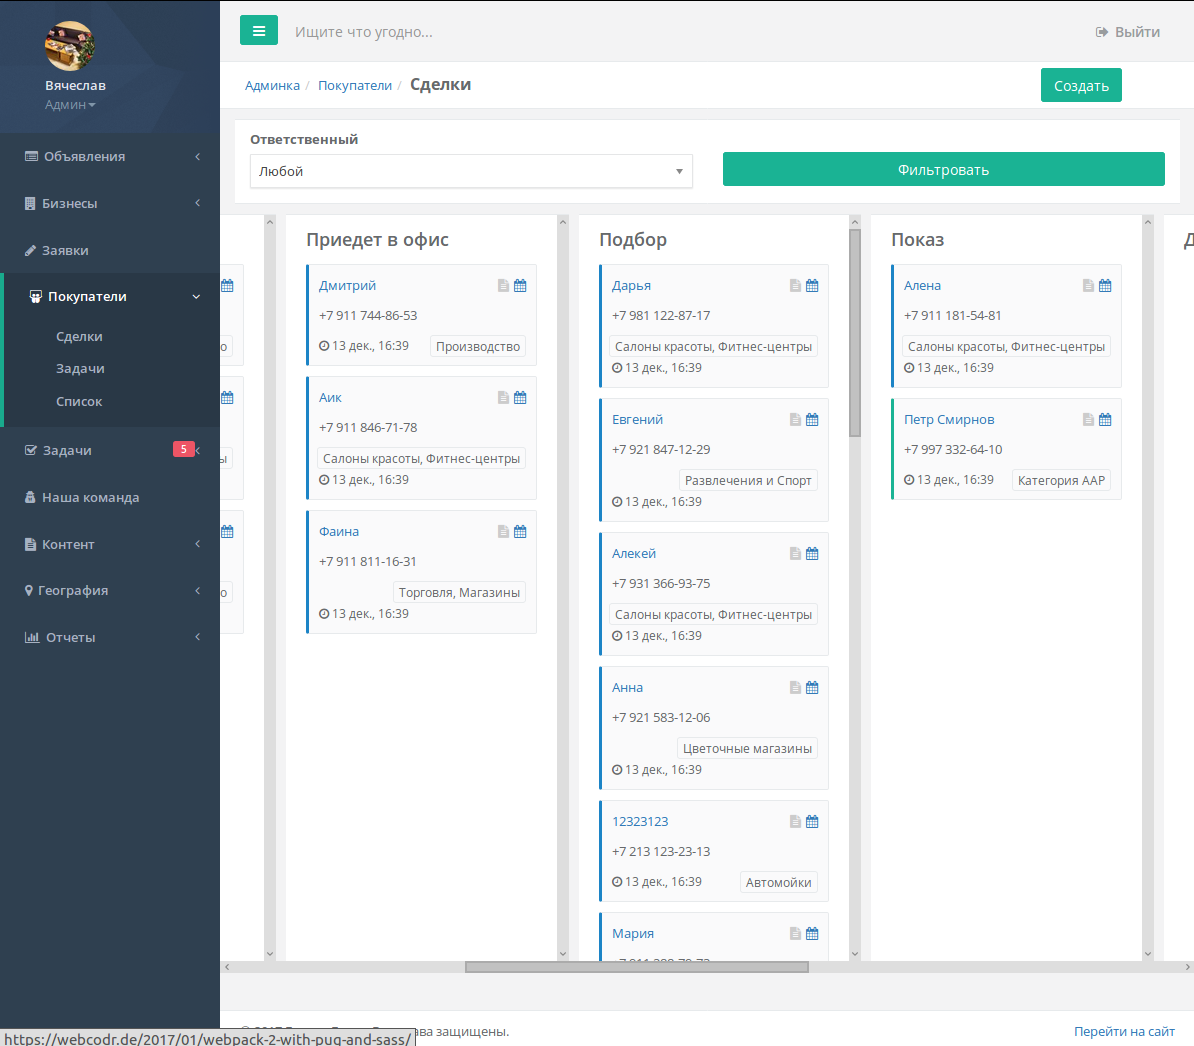 Вячеслав
Админ
Объявления
Бизнесы
Заявки
Покупатели
Сделки
Задачи
Список
Задачи 5
Наша команда
Контент
География
Отчеты
Ищите что угодно...
Выйти
Админка / Покупатели / Сделки
Создать
Ответственный
Любой
Фильтровать
о
ы
о
Приедет в офис
Дмитрий
+7 911 744-86-53
13 дек., 16:39 Производство
Аик
+7 911 846-71-78
Салоны красоты, Фитнес-центры
13 дек., 16:39
Фаина
+7 911 811-16-31
Торговля, Магазины
13 дек., 16:39
Подбор
Дарья
+7 981 122-87-17
Салоны красоты, Фитнес-центры
13 дек., 16:39
Евгений
+7 921 847-12-29
Развлечения и Спорт
13 дек., 16:39
Алекей
+7 931 366-93-75
Салоны красоты, Фитнес-центры
13 дек., 16:39
Анна
+7 921 583-12-06
Цветочные магазины
13 дек., 16:39
12323123
+7 213 123-23-13
13 дек., 16:39 Автомойки
Мария
Показ
Алена
+7 911 181-54-81
Салоны красоты, Фитнес-центры
13 дек., 16:39
Петр Смирнов
+7 997 332-64-10
13 дек., 16:39 Категория ААР
Д
ава защищены.
Перейти на сайт
https://webcodr.de/2017/01/webpack-2-with-pug-and-sass/